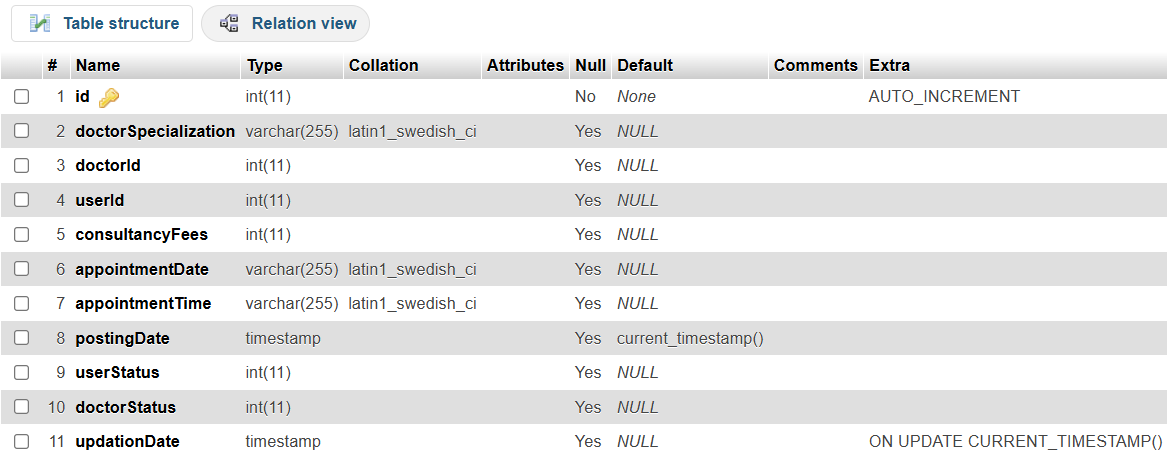 Table structure Relation view
# Name Type Collation Attributes Null Default Comments Extra
1 id int(11) No None AUTO_INCREMENT
2 doctorSpecialization varchar(255) latin1_swedish_ci Yes NULL
3 doctorId int(11) Yes NULL
4 userId int(11) Yes NULL
5 consultancyFees int(11) Yes NULL
6 appointmentDate varchar(255) latin1_swedish_ci Yes NULL
7 appointmentTime varchar(255) latin1_swedish_ci Yes NULL
8 postingDate timestamp Yes current_timestamp()
9 userStatus int(11) Yes NULL
10 doctorStatus int(11) Yes NULL
11 updationDate timestamp Yes NULL ON UPDATE CURRENT_TIMESTAMP()